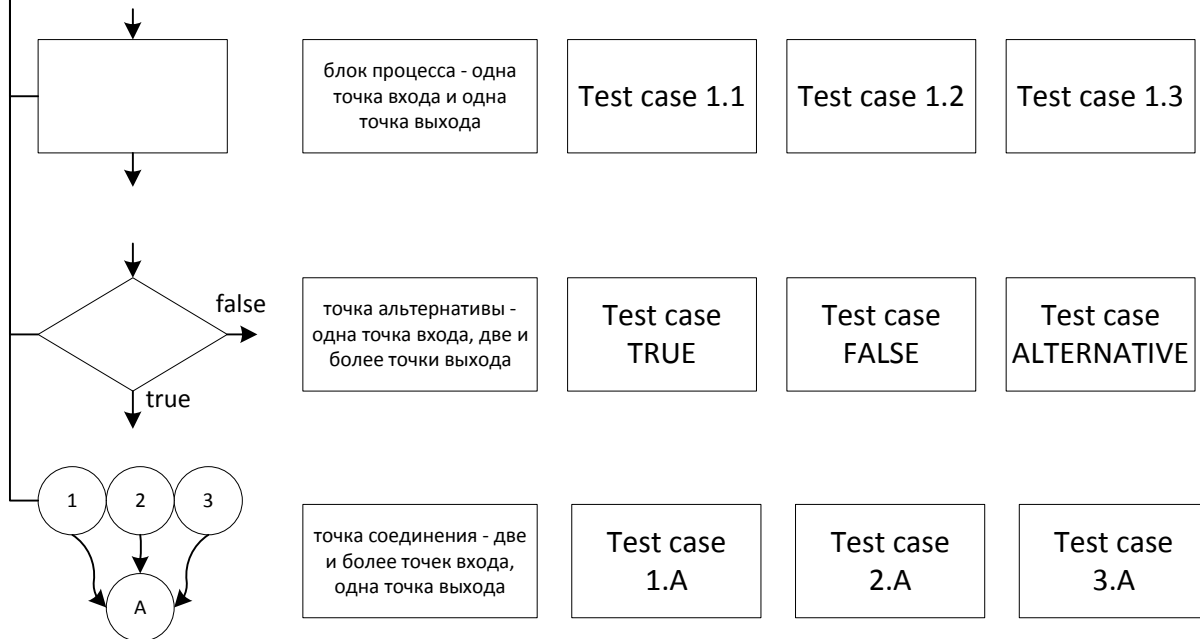 блок процесса - одна
точка входа и одна
точка выхода
Test case 1.1
Test case 1.2
Test case 1.3
false
true
точка альтернативы -
одна точка входа, две и
более точки выхода
Test case
TRUE
Test case
FALSE
Test case
ALTERNATIVE
1
2
3
A
точка соединения - две
и более точек входа,
одна точка выхода
Test case
1.A
Test case
2.A
Test case
3.A